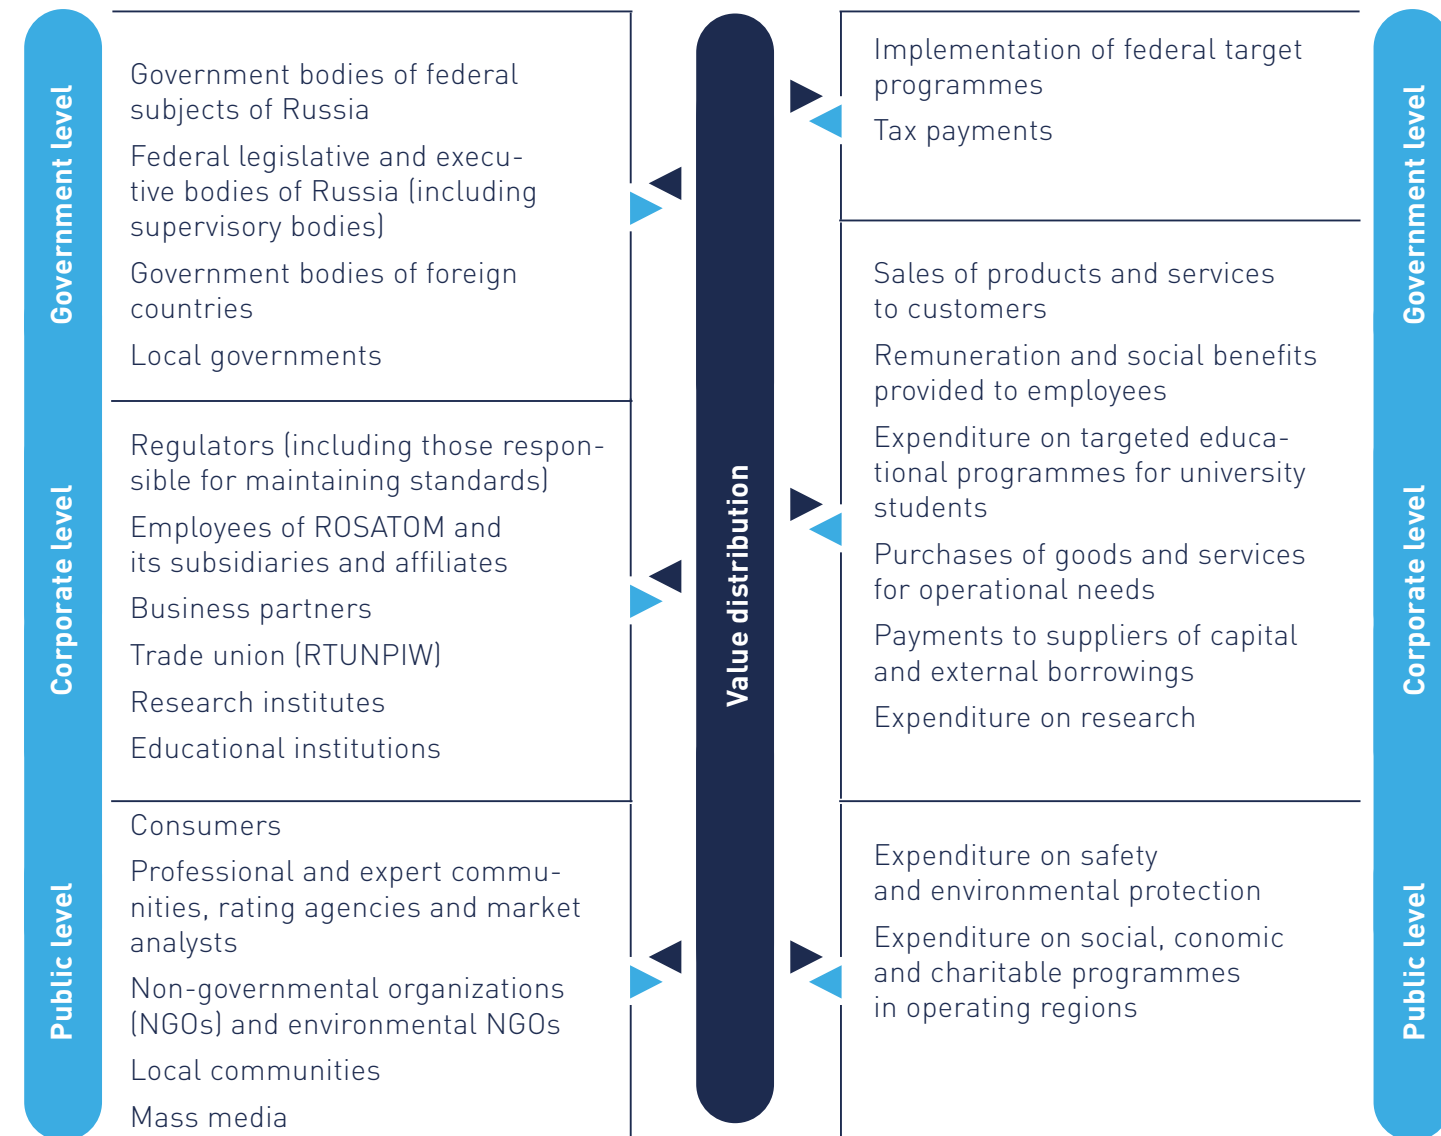 Government level
Government bodies of federal
subjects of Russia
Federal legislative and execu-
tive bodies of Russia (including
supervisory bodies)
Government bodies of foreign
countries
Local governments
Corporate level
Regulators (including those respon-
sible for maintaining standards)
Employees of ROSATOM and
its subsidiaries and affiliates
Business partners
Trade union (RTUNPIW)
Research institutes
Educational institutions
Public level
Consumers
Professional and expert commu-
nities, rating agencies and market
analysts
Non-governmental organizations
(NGOs) and environmental NGOs
Local communities
Mass media
Value distribution
Implementation of federal target
programmes
Tax payments
Government level
Sales of products and services
to customers
Remuneration and social benefits
provided to employees
Expenditure on targeted educa-
tional programmes for university
students
Purchases of goods and services
for operational needs
Payments to suppliers of capital
and external borrowings
Expenditure on research
Corporate level
Expenditure on safety
and environmental protection
Expenditure on social, conomic
and charitable programmes
in operating regions
Public level